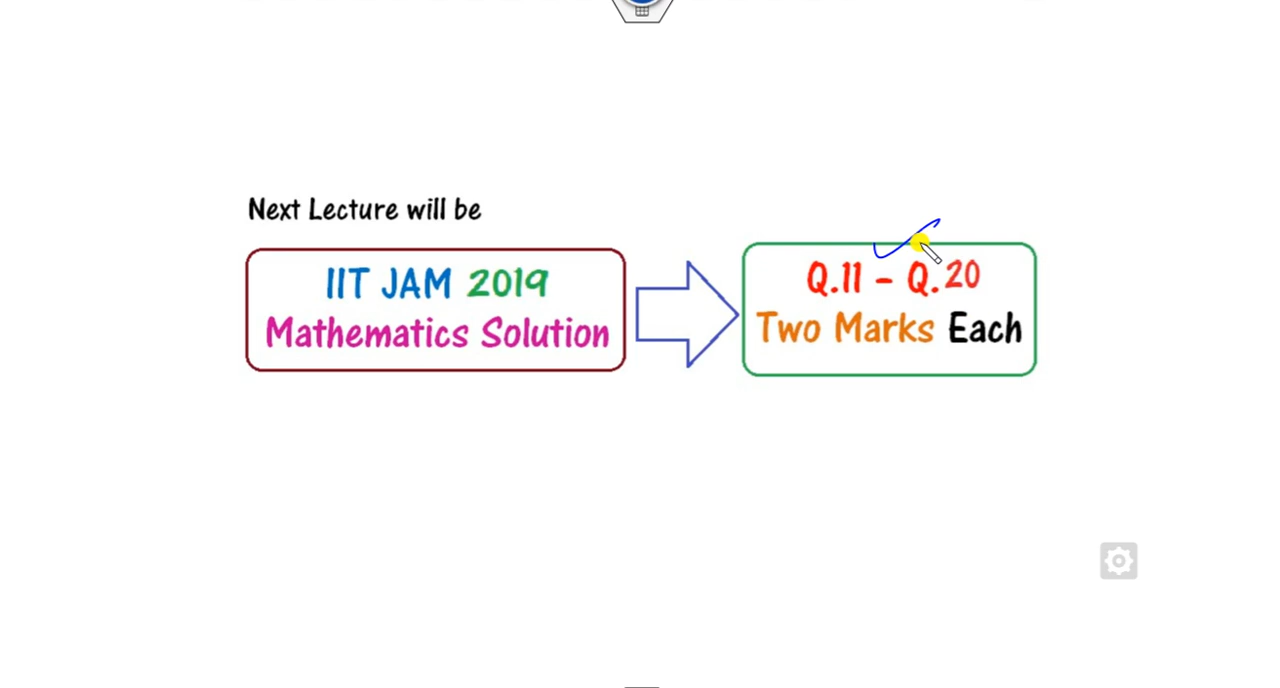 Next Lecture will be
IIT JAM 2019
Mathematics Solution
Q.11 - Q.20
Two Marks Each